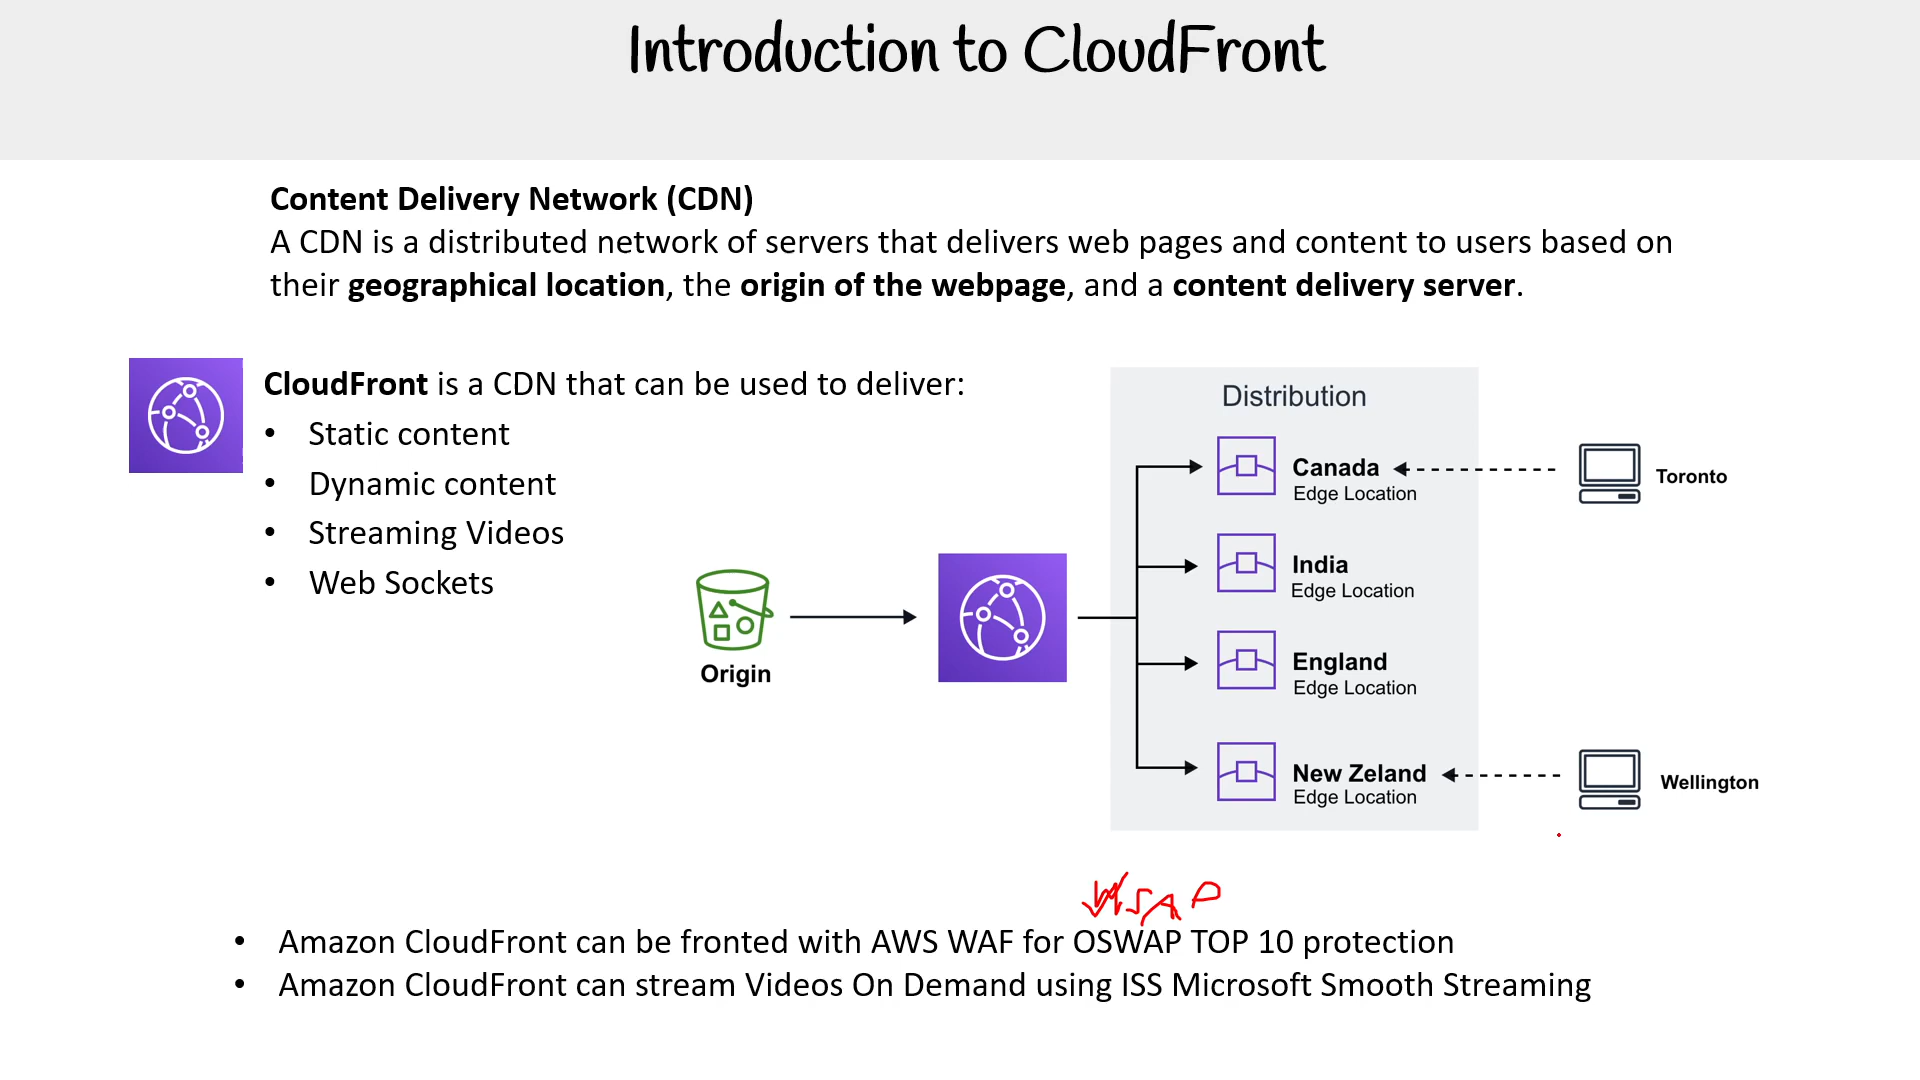 Introduction to CloudFront
Content Delivery Network (CDN)
A CDN is a distributed network of servers that delivers web pages and content to users based on
their geographical location, the origin of the webpage, and a content delivery server.
CloudFront is a CDN that can be used to deliver:
• Static content
• Dynamic content
• Streaming Videos
• Web Sockets
Origin
Distribution
Canada
Edge Location
Toronto
India
Edge Location
England
Edge Location
New Zeland
Edge Location
Wellington
• Amazon CloudFront can be fronted with AWS WAF for OSWAP TOP 10 protection
• Amazon CloudFront can stream Videos On Demand using ISS Microsoft Smooth Streaming